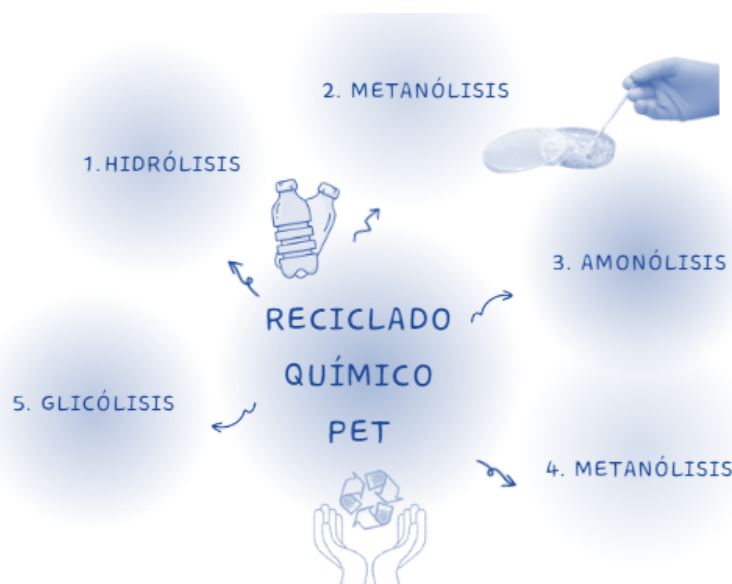 2. METANÓLISIS
1. HIDRÓLISIS
3. AMONÓLISIS
RECICLADO
QUÍMICO
PET
5. GLICÓLISIS
4. METANÓLISIS